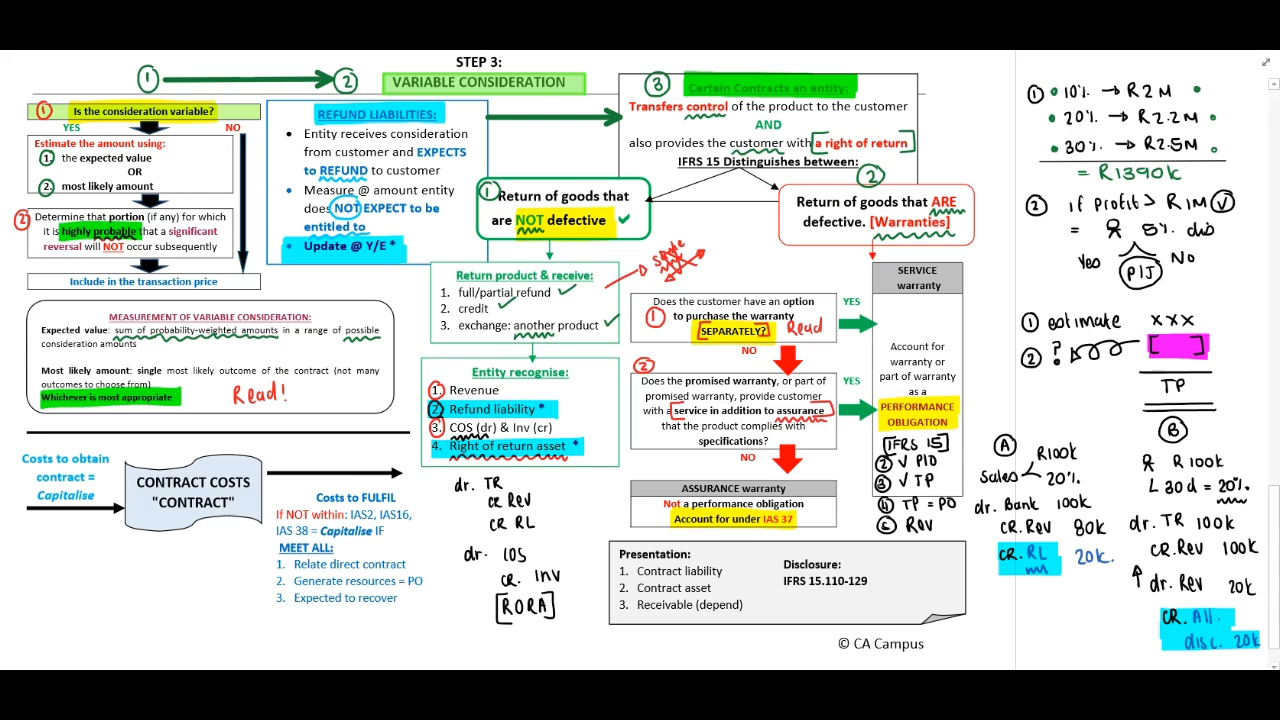 STEP 3:
VARIABLE CONSIDERATION
1
2
1 Is the consideration variable?
YES
NO
Estimate the amount using:
1. the expected value
OR
2. most likely amount
2 Determine that portion (if any) for which
it is highly probable that a significant
reversal will NOT occur subsequently
Include in the transaction price
MEASUREMENT OF VARIABLE CONSIDERATION:
Expected value: sum of probability-weighted amounts in a range of possible
consideration amounts
Most likely amount: single most likely outcome of the contract (not many
outcomes to choose from)
Whichever is most appropriate
Read!
REFUND LIABILITIES:
• Entity receives consideration
from customer and EXPECTS
to REFUND to customer
• Measure @ amount entity
does NOT EXPECT to be
entitled to
• Update @ Y/E *
3
Certain Contracts an entity:
Transfers control of the product to the customer
AND
also provides the customer with [a right of return]
IFRS 15 Distinguishes between:
1 Return of goods that
are NOT defective
2
Return of goods that ARE
defective. [Warranties]
Return product & receive:
1. full/partial refund
2. credit
3. exchange: another product
same
Entity recognise:
1. Revenue
2. Refund liability *
3. COS (dr) & Inv (cr)
4. Right of return asset *
dr. TR
cr Rev
cr RL
dr. COS
cr. Inv
[RORA]
Does the customer have an option
1 to purchase the warranty
[SEPARATELY?] Read
YES
NO
2
Does the promised warranty, or part of
promised warranty, provide customer
with a [service in addition to assurance]
that the product complies with
specifications?
YES
NO
ASSURANCE warranty
Not a performance obligation
Account for under IAS 37
SERVICE
warranty
Account for
warranty or
part of warranty
as a
PERFORMANCE
OBLIGATION
[IFRS 15]
2 √ PIO
3 √ TP
4 TP = PO
5 Rev
Costs to obtain
contract =
Capitalise
CONTRACT COSTS
"CONTRACT"
Costs to FULFIL
If NOT within: IAS2, IAS16,
IAS 38 = Capitalise IF
MEET ALL:
1. Relate direct contract
2. Generate resources = PO
3. Expected to recover
Presentation:
1. Contract liability
2. Contract asset
3. Receivable (depend)
Disclosure:
IFRS 15.110-129
© CA Campus
1 • 10% → R2M •
• 20% → R2.2M •
• 30% → R2.5M •
= R1390k
2 if Profit > R1M (V)
5% dis
Yes
No
PIJ
1 estimate xxx
2 ? [ ]
TP
A
Sales
R100k
20%
dr. Bank 100k
cr. Rev 80k
cr. RL 20k.
B
R100k
30d = 20%
dr. TR 100k
cr. Rev 100k
dr. Rev 20k
cr. All.
disc. 20k